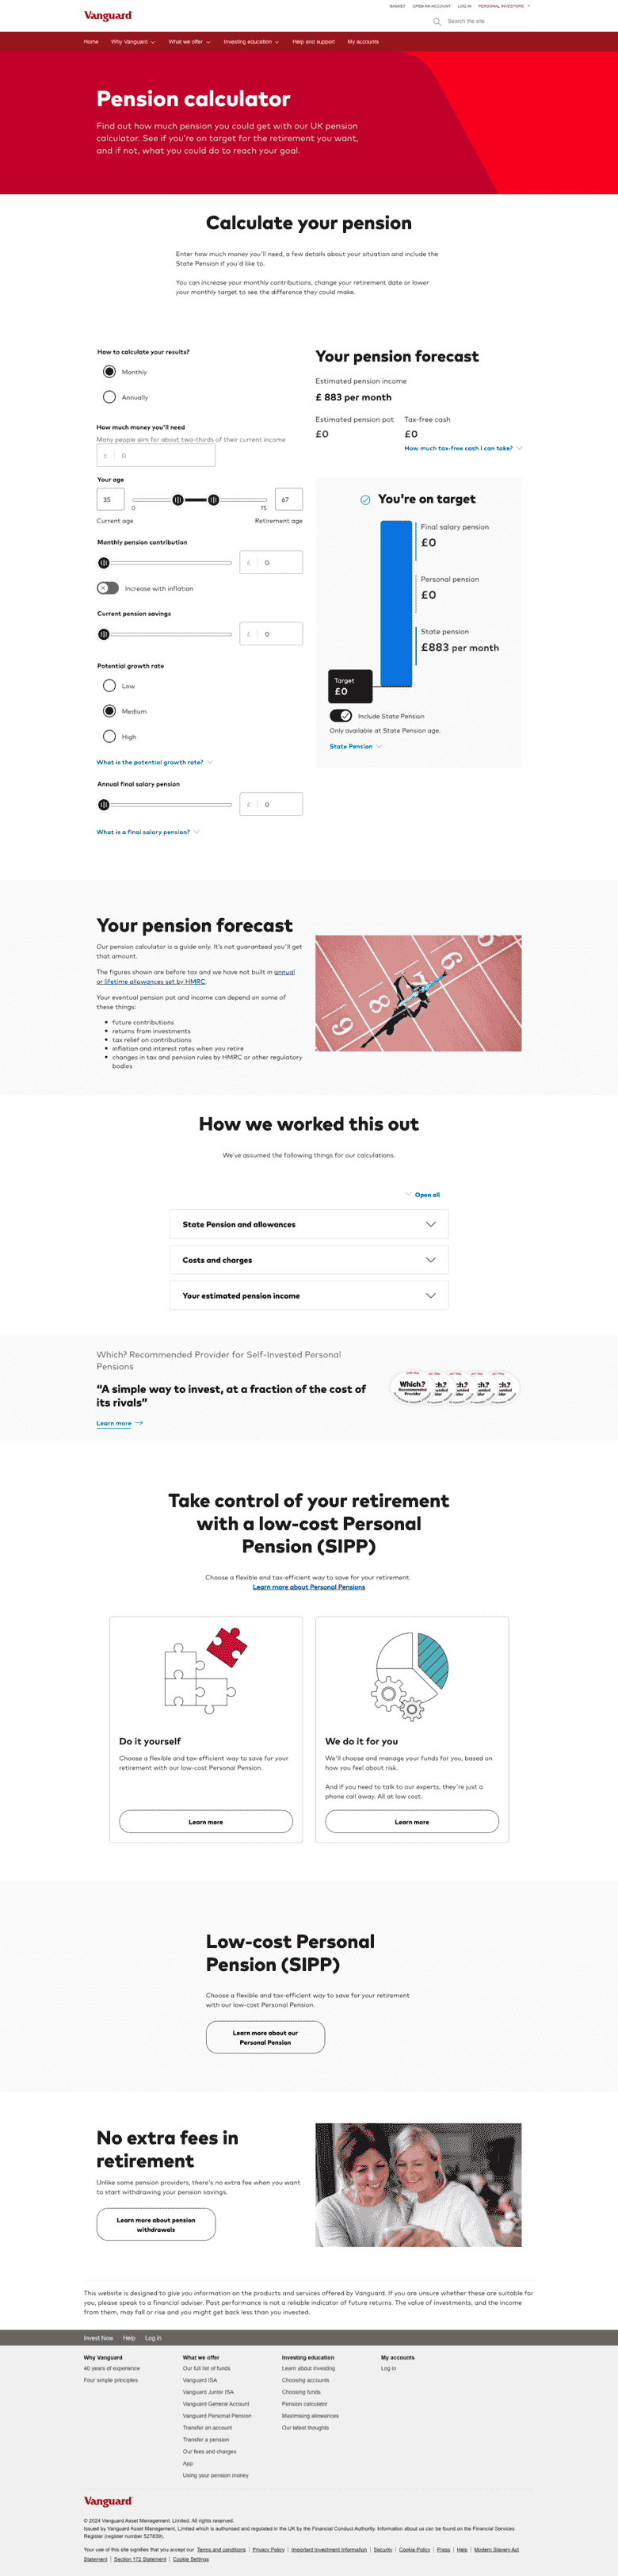 BASKET OPEN AN ACCOUNT LOG IN PERSONAL INVESTORS
Vanguard
Search the site
Home Why Vanguard What we offer Investing education Help and support My accounts
Pension calculator
Find out how much pension you could get with our UK pension
calculator. See if you're on target for the retirement you want,
and if not, what you could do to reach your goal.
Calculate your pension
Enter how much money you'll need, a few details about your situation and include the
State Pension if you'd like to.
You can increase your monthly contributions, change your retirement date or lower
your monthly target to see the difference they could make.
How to calculate your results?
Monthly
Annually
How much money you'll need
Many people aim for about two-thirds of their current income
£ 0
Your age
35
0
75
67
Current age
Retirement age
Monthly pension contribution
£ 0
Increase with inflation
Current pension savings
£ 0
Potential growth rate
Low
Medium
High
What is the potential growth rate?
Annual final salary pension
£ 0
What is a final salary pension?
Your pension forecast
Estimated pension income
£ 883 per month
Estimated pension pot Tax-free cash
£0 £0
How much tax-free cash I can take?
You're on target
Final salary pension
£0
Personal pension
£0
State pension
£883 per month
Target
£0
Include State Pension
Only available at State Pension age.
State Pension
Your pension forecast
Our pension calculator is a guide only. It's not guaranteed you'll get
that amount.
The figures shown are before tax and we have not built in annual
or lifetime allowances set by HMRC.
Your eventual pension pot and income can depend on some of
these things:
future contributions
returns from investments
tax relief on contributions
inflation and interest rates when you retire
changes in tax and pension rules by HMRC or other regulatory
bodies
9 8 7 6 5
How we worked this out
We've assumed the following things for our calculations.
Open all
State Pension and allowances
Costs and charges
Your estimated pension income
Which? Recommended Provider for Self-Invested Personal
Pensions
"A simple way to invest, at a fraction of the cost of
its rivals"
Learn more
Which?
Recommended
Provider
Take control of your retirement
with a low-cost Personal
Pension (SIPP)
Choose a flexible and tax-efficient way to save for your retirement.
Learn more about Personal Pensions
Do it yourself
Choose a flexible and tax-efficient way to save for your
retirement with our low-cost Personal Pension.
Learn more
We do it for you
We'll choose and manage your funds for you, based on
how you feel about risk.
And if you need to talk to our experts, they're just a
phone call away. All at low cost.
Learn more
Low-cost Personal
Pension (SIPP)
Choose a flexible and tax-efficient way to save for your retirement
with our low-cost Personal Pension.
Learn more about our
Personal Pension
No extra fees in
retirement
Unlike some pension providers, there's no extra fee when you want
to start withdrawing your pension savings.
Learn more about pension
withdrawals
This website is designed to give you information on the products and services offered by Vanguard. If you are unsure whether these are suitable for
you, please speak to a financial adviser. Past performance is not a reliable indicator of future returns. The value of investments, and the income
from them, may fall or rise and you might get back less than you invested.
Invest Now Help Log in
Why Vanguard
40 years of experience
Four simple principles
What we offer
Our full list of funds
Vanguard ISA
Vanguard Junior ISA
Vanguard General Account
Vanguard Personal Pension
Transfer an account
Transfer a pension
Our fees and charges
App
Using your pension money
Investing education
Learn about investing
Choosing accounts
Choosing funds
Pension calculator
Maximising allowances
Our latest thoughts
My accounts
Log in
Vanguard
© 2024 Vanguard Asset Management, Limited. All rights reserved.
Issued by Vanguard Asset Management, Limited which is authorised and regulated in the UK by the Financial Conduct Authority. Information about us can be found on the Financial Services
Register (register number 527839).
Your use of this site signifies that you accept our Terms and conditions | Privacy Policy | Important Investment Information | Security | Cookie Policy | Press | Help | Modern Slavery Act
Statement | Section 172 Statement | Cookie Settings